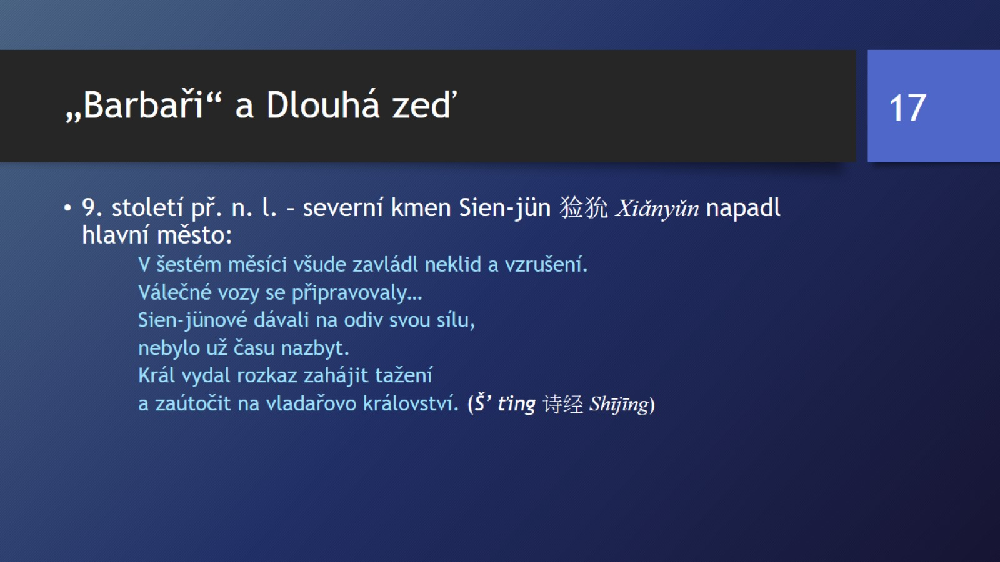 „Barbaři“ a Dlouhá zeď
17
• 9. století př. n. l. – severní kmen Sien-jün 猃狁 Xiǎnyǔn napadl
hlavní město:
V šestém měsíci všude zavládl neklid a vzrušení.
Válečné vozy se připravovaly…
Sien-jünové dávali na odiv svou sílu,
nebylo už času nazbyt.
Král vydal rozkaz zahájit tažení
a zaútočit na vladařovo království. (Š’ ťing 诗经 Shījīng)